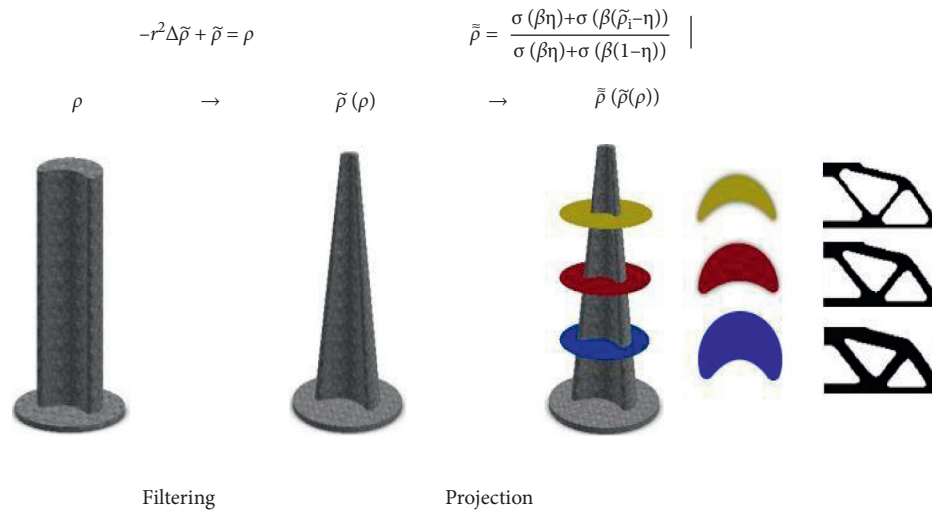 –r²Δρ̃ + ρ̃ = ρ
ρ̃̃ = σ (βη)+σ (β(ρ̃ᵢ–η)) / σ (βη)+σ (β(1–η)) |
ρ → ρ̃ (ρ) → ρ̃̃ (ρ̃(ρ))
Filtering Projection